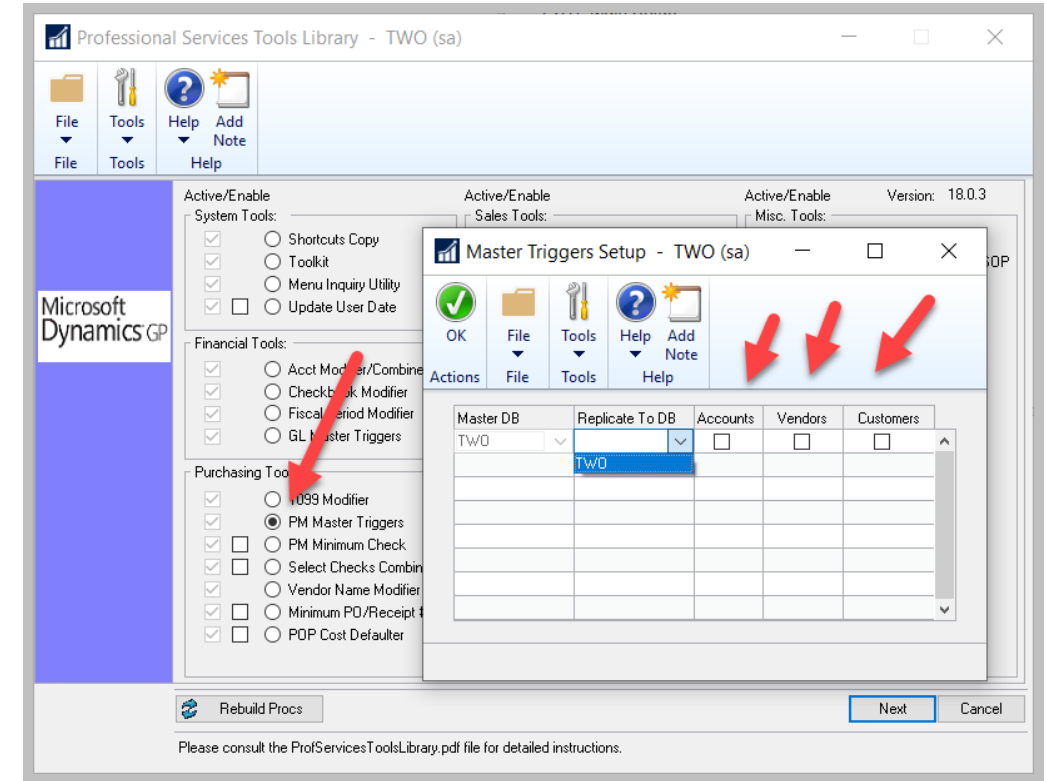 Professional Services Tools Library - TWO (sa)
File
Tools
Help
Add Note
File
Tools
Help
Microsoft
Dynamics GP
Active/Enable
Active/Enable
Active/Enable
Version: 18.0.3
System Tools:
Sales Tools:
Misc. Tools:
Shortcuts Copy
Toolkit
Menu Inquiry Utility
Update User Date
SOP
Financial Tools:
Checkbook Modifier
Fiscal Period Modifier
GL Master Triggers
Purchasing
1099 Modifier
PM Master Triggers
PM Minimum Check
Select Checks Combin
Vendor Name Modifier
Minimum PO/Receipt
POP Cost Defaulter
Master Triggers Setup - TWO (sa)
OK
File
Tools
Help
Add Note
Actions
File
Tools
Help
Master DB
Replicate To DB
Accounts
Vendors
Customers
TWO
TWO
Rebuild Procs
Next
Cancel
Please consult the ProfServicesToolsLibrary.pdf file for detailed instructions.